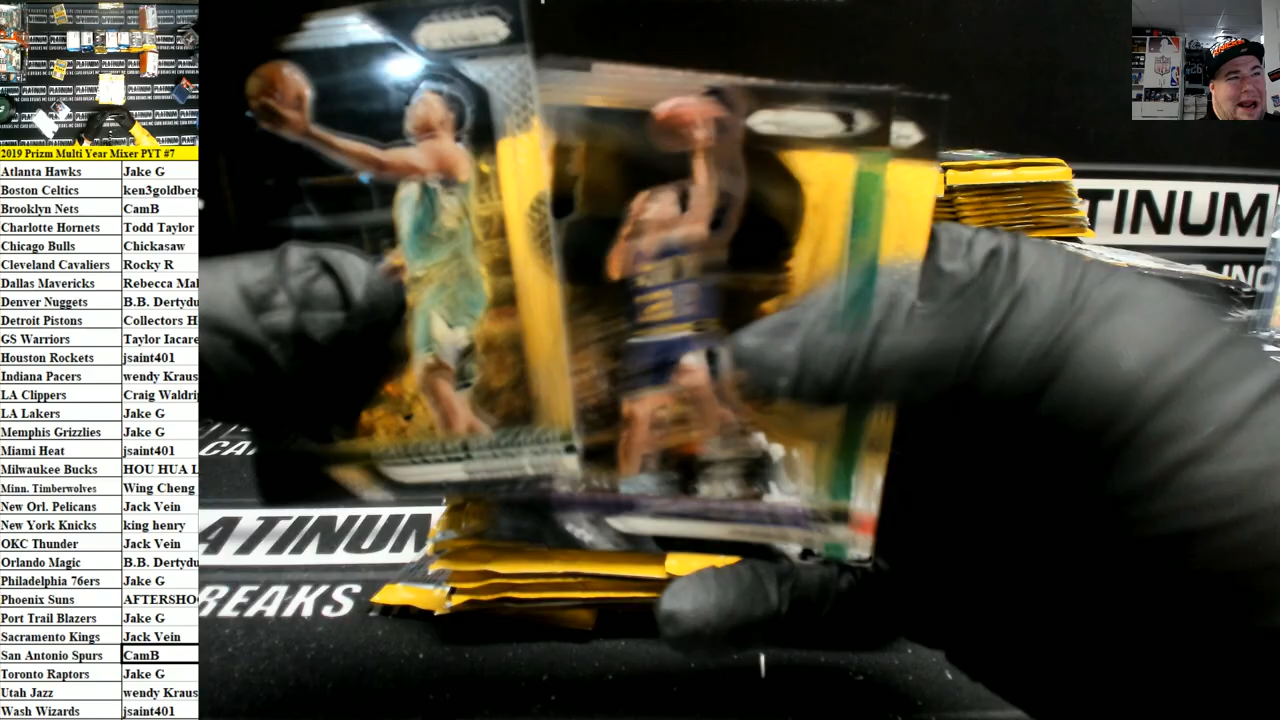 2019 Prizm Multi Year Mixer PYT #7
Atlanta Hawks Jake G
Boston Celtics ken3goldber
Brooklyn Nets CamB
Charlotte Hornets Todd Taylor
Chicago Bulls Chickasaw
Cleveland Cavaliers Rocky R
Dallas Mavericks Rebecca Mal
Denver Nuggets B.B. Dertydu
Detroit Pistons Collectors H
GS Warriors Taylor Iacare
Houston Rockets jsaint401
Indiana Pacers wendy Kraus
LA Clippers Craig Waldri
LA Lakers Jake G
Memphis Grizzlies Jake G
Miami Heat jsaint401
Milwaukee Bucks HOU HUA L
Minn. Timberwolves Wing Cheng
New Orl. Pelicans Jack Vein
New York Knicks king henry
OKC Thunder Jack Vein
Orlando Magic B.B. Dertydu
Philadelphia 76ers Jake G
Phoenix Suns AFTERSHO
Port Trail Blazers Jake G
Sacramento Kings Jack Vein
San Antonio Spurs CamB
Toronto Raptors Jake G
Utah Jazz wendy Kraus
Wash Wizards jsaint401
TINUM
INC
CA
ATINUM
REAKS